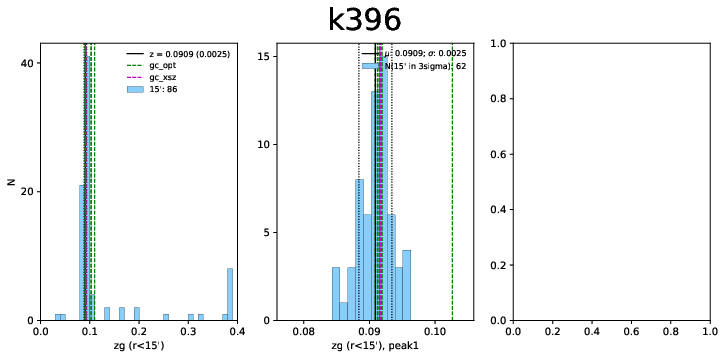 k396
z = 0.0909 (0.0025)
gc_opt
gc_xsz
15': 86
N
40
20
0
0.0 0.1 0.2 0.3 0.4
zg (r<15')
μ: 0.0909; σ: 0.0025
N(15' in 3sigma): 62
15
10
5
0
0.08 0.09 0.10
zg (r<15'), peak1
1.0
0.8
0.6
0.4
0.2
0.0
0.0 0.2 0.4 0.6 0.8 1.0